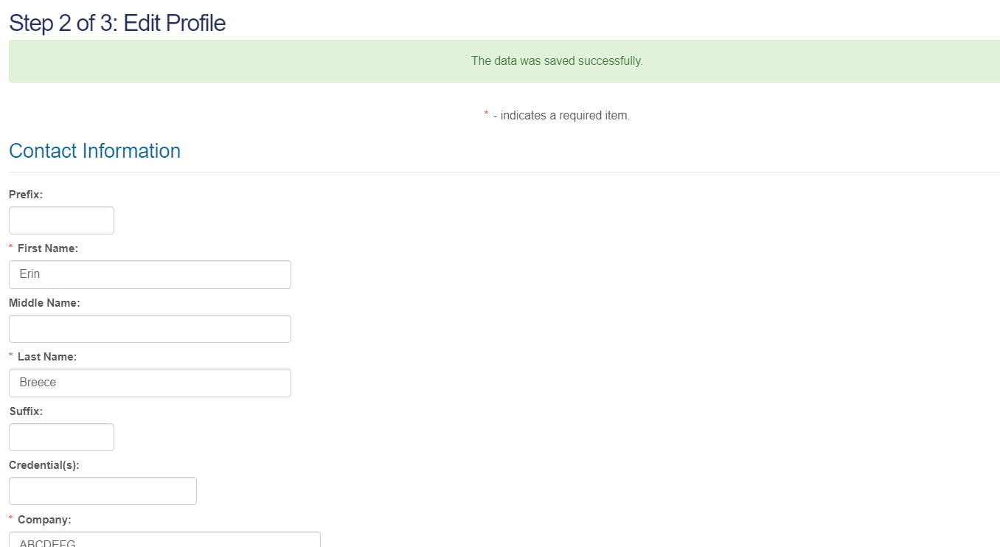 Step 2 of 3: Edit Profile
The data was saved successfully.
* - indicates a required item.
Contact Information
Prefix:
* First Name:
Erin
Middle Name:
* Last Name:
Breece
Suffix:
Credential(s):
* Company:
ABCDEFG